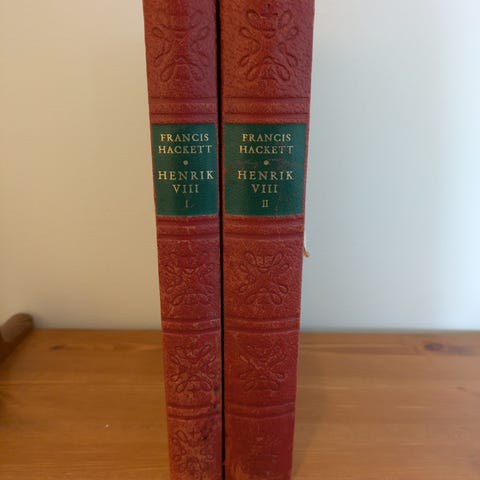 FRANCIS
HACKETT
HENRIK
VIII
I
FRANCIS
HACKETT
HENRIK
VIII
II